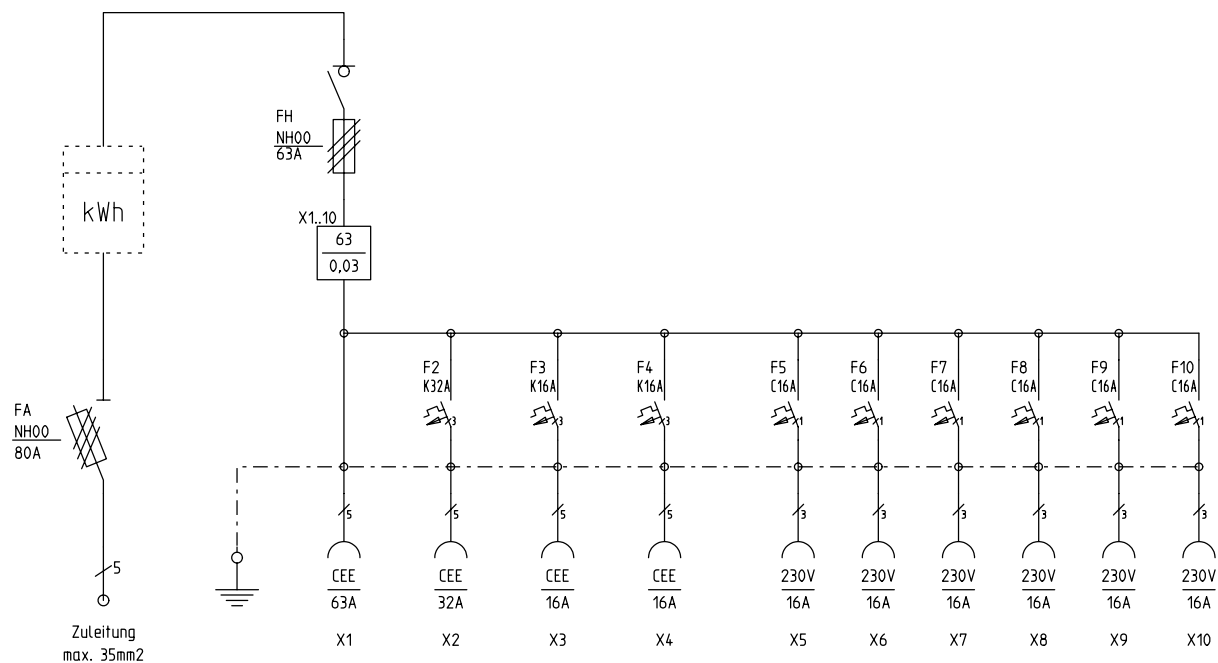 FH
NH00
63A
kWh
X1..10
63
0,03
F2
K32A
F3
K16A
F4
K16A
F5
C16A
F6
C16A
F7
C16A
F8
C16A
F9
C16A
F10
C16A
FA
NH00
80A
3
3
3
1
1
1
1
1
1
5
5
5
5
3
3
3
3
3
3
5
CEE
63A
CEE
32A
CEE
16A
CEE
16A
230V
16A
230V
16A
230V
16A
230V
16A
230V
16A
230V
16A
Zuleitung
max. 35mm2
X1
X2
X3
X4
X5
X6
X7
X8
X9
X10